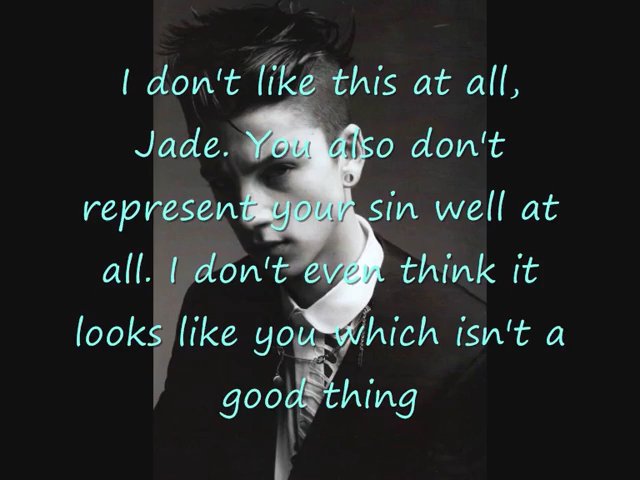 I don't like this at all,
Jade. You also don't
represent your sin well at
all. I don't even think it
looks like you which isn't a
good thing